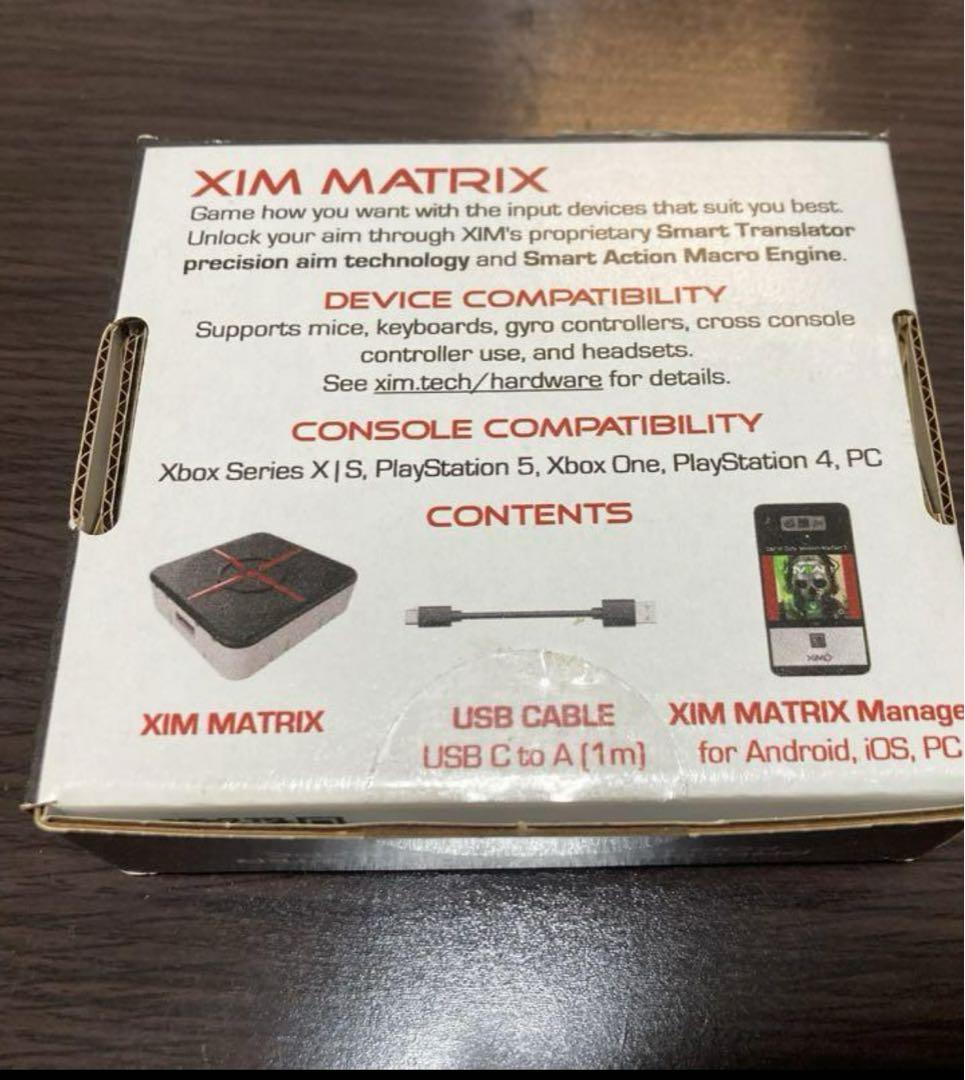 XIM MATRIX
Game how you want with the input devices that suit you best.
Unlock your aim through XIM's proprietary Smart Translator
precision aim technology and Smart Action Macro Engine.
DEVICE COMPATIBILITY
Supports mice, keyboards, gyro controllers, cross console
controller use, and headsets.
See xim.tech/hardware for details.
CONSOLE COMPATIBILITY
Xbox Series X|S, PlayStation 5, Xbox One, PlayStation 4, PC
CONTENTS
XIM MATRIX
USB CABLE
USB C to A (1m)
XIM MATRIX Manage
for Android, iOS, PC